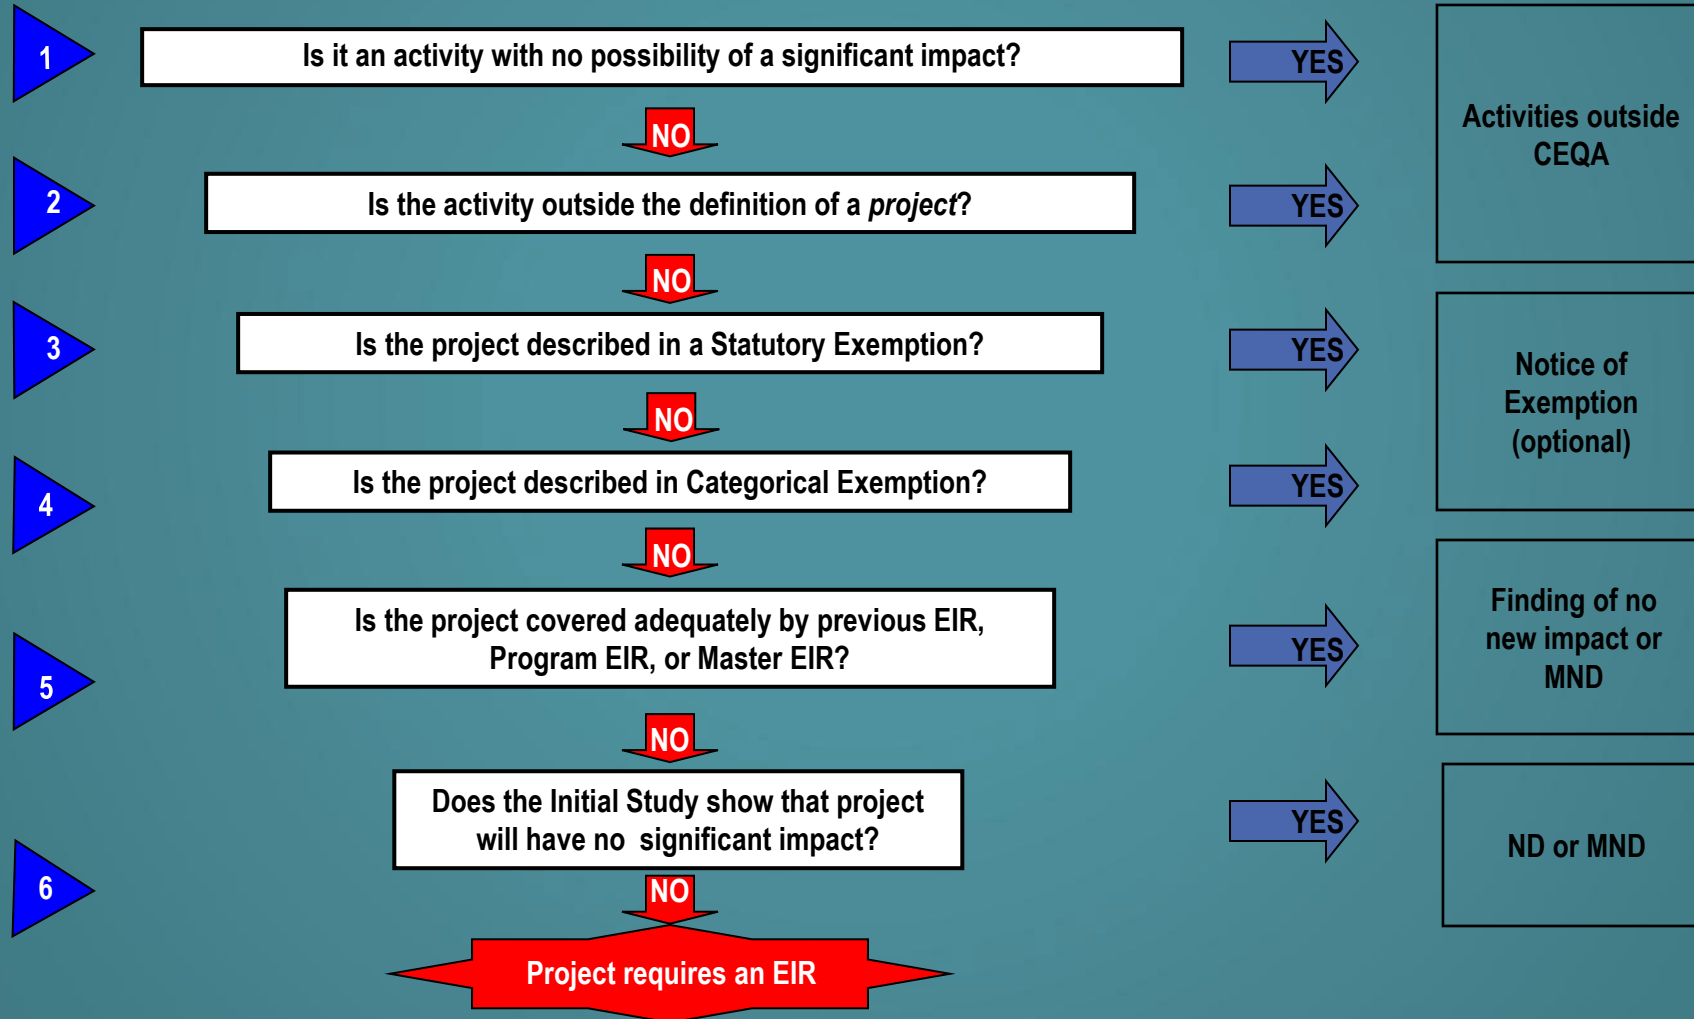 1
Is it an activity with no possibility of a significant impact?
YES
Activities outside
CEQA
NO
2
Is the activity outside the definition of a project?
YES
NO
3
Is the project described in a Statutory Exemption?
YES
Notice of
Exemption
(optional)
NO
4
Is the project described in Categorical Exemption?
YES
NO
5
Is the project covered adequately by previous EIR,
Program EIR, or Master EIR?
YES
Finding of no
new impact or
MND
NO
6
Does the Initial Study show that project
will have no significant impact?
YES
ND or MND
NO
Project requires an EIR